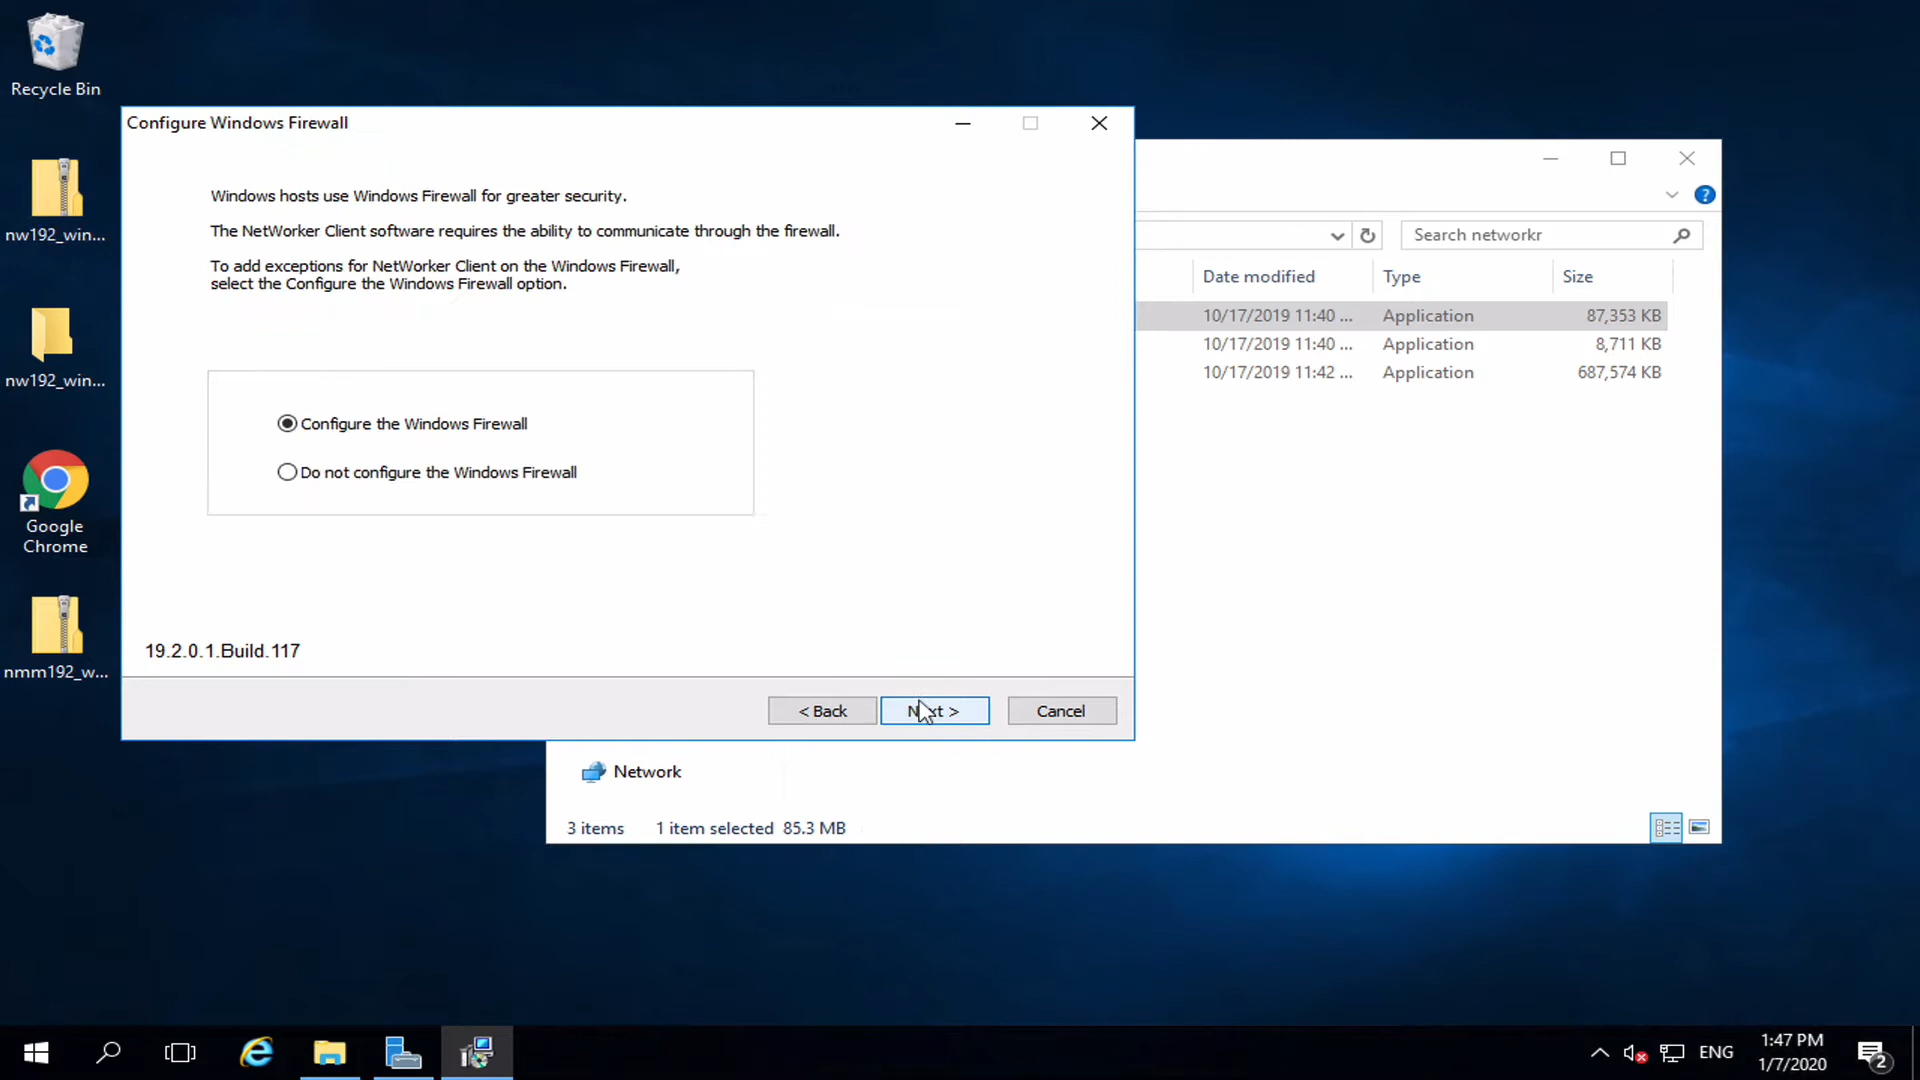 Recycle Bin
nw192_win...
nw192_win...
Google
Chrome
nmm192_w...
Configure Windows Firewall
Windows hosts use Windows Firewall for greater security.
The NetWorker Client software requires the ability to communicate through the firewall.
To add exceptions for NetWorker Client on the Windows Firewall,
select the Configure the Windows Firewall option.
Configure the Windows Firewall
Do not configure the Windows Firewall
19.2.0.1.Build.117
< Back
Next >
Cancel
Search networkr
Date modified Type Size
10/17/2019 11:40 ... Application 87,353 KB
10/17/2019 11:40 ... Application 8,711 KB
10/17/2019 11:42 ... Application 687,574 KB
Network
3 items 1 item selected 85.3 MB
ENG
1:47 PM
1/7/2020
2